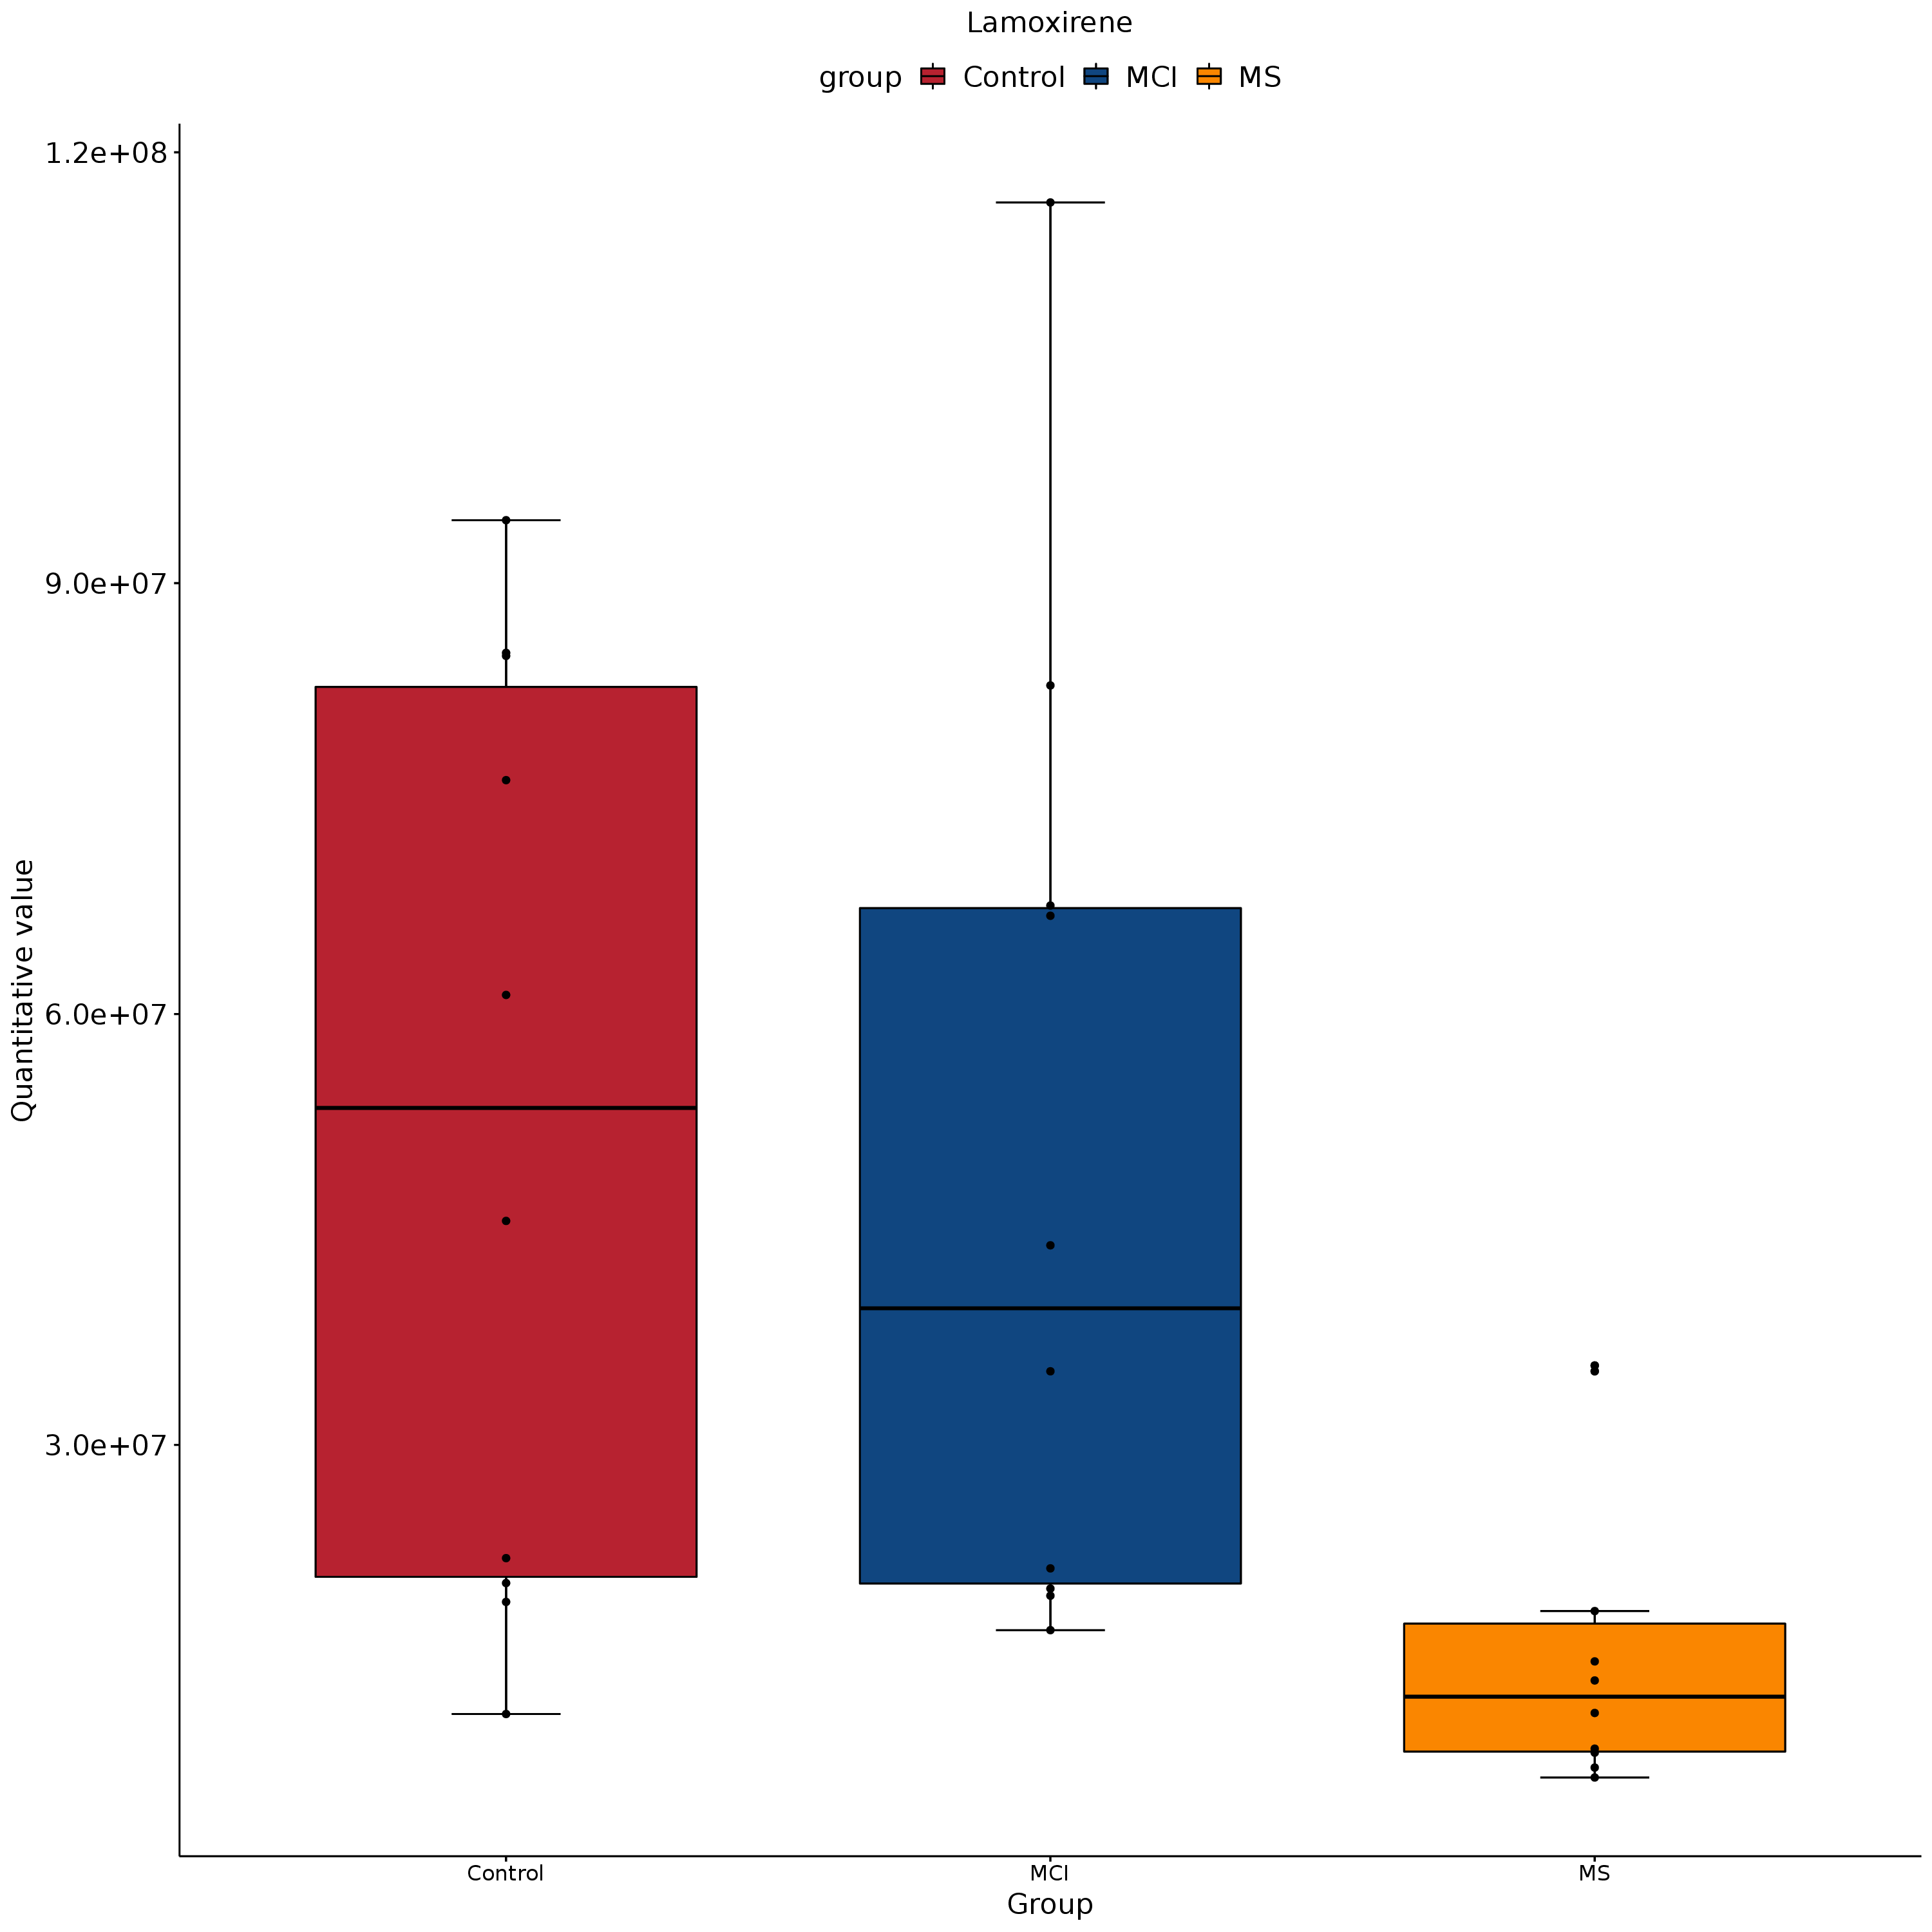 Lamoxirene
group Control MCI MS
1.2e+08
9.0e+07
6.0e+07
3.0e+07
Quantitative value
Control MCI MS
Group